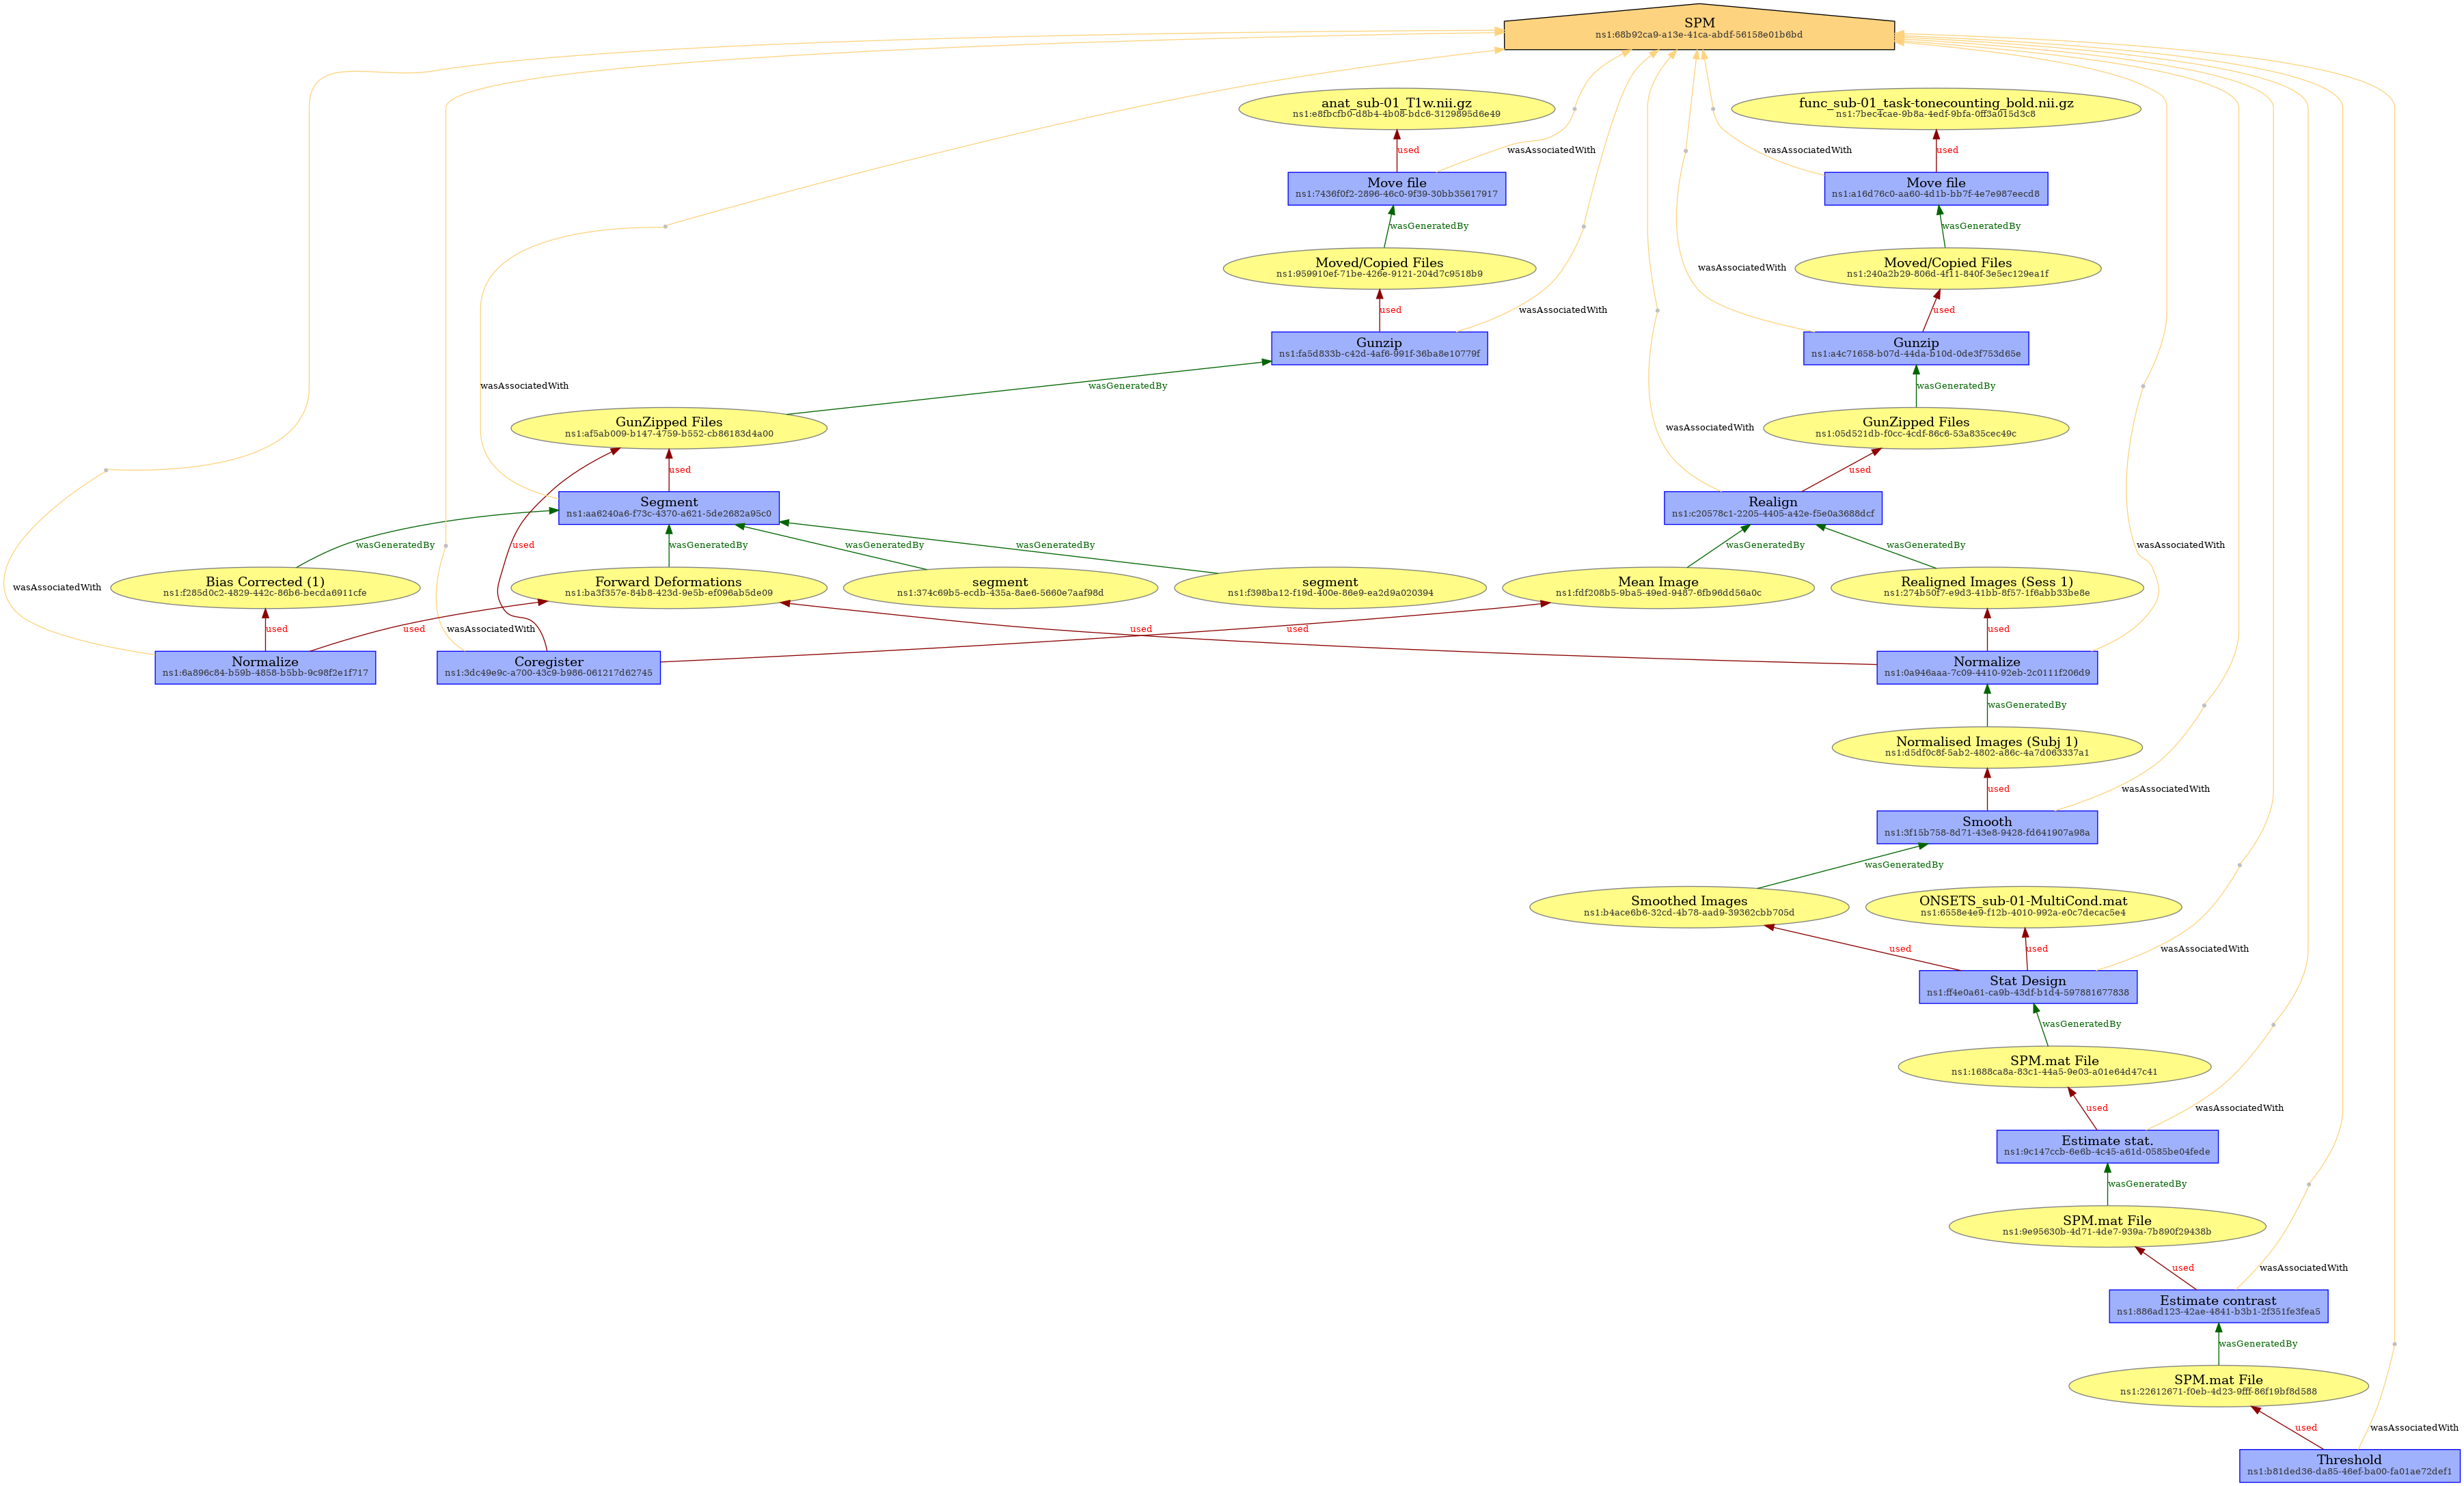 SPM
ns1:68b92ca9-a13e-41ca-abdf-56158e01b6bd
anat_sub-01_T1w.nii.gz
ns1:e8fbcfb0-d8b4-4b08-bdc6-3129895d6e49
func_sub-01_task-tonecounting_bold.nii.gz
ns1:7bec4cae-9b8a-4edf-9bfa-0ff3a015d3c8
used
wasAssociatedWith
wasAssociatedWith
used
Move file
ns1:7436f0f2-2896-46c0-9f39-30bb35617917
Move file
ns1:a16d76c0-aa60-4d1b-bb7f-4e7e987eecd8
wasGeneratedBy
wasGeneratedBy
Moved/Copied Files
ns1:959910ef-71be-426e-9121-204d7c9518b9
wasAssociatedWith
Moved/Copied Files
ns1:240a2b29-806d-4f11-840f-3e5ec129ea1f
used
wasAssociatedWith
used
Gunzip
ns1:fa5d833b-c42d-4af6-991f-36ba8e10779f
Gunzip
ns1:a4c71658-b07d-44da-b10d-0de3f753d65e
wasAssociatedWith
wasGeneratedBy
wasGeneratedBy
GunZipped Files
ns1:af5ab009-b147-4759-b552-cb86183d4a00
wasAssociatedWith
GunZipped Files
ns1:05d521db-f0cc-4cdf-86c6-53a835cec49c
used
used
Segment
ns1:aa6240a6-f73c-4370-a621-5de2682a95c0
Realign
ns1:c20578c1-2205-4405-a42e-f5e0a3688dcf
wasGeneratedBy
used
wasGeneratedBy
wasGeneratedBy
wasGeneratedBy
wasGeneratedBy
wasGeneratedBy
wasAssociatedWith
wasAssociatedWith
Bias Corrected (1)
ns1:f285d0c2-4829-442c-86b6-becda6911cfe
Forward Deformations
ns1:ba3f357e-84b8-423d-9e5b-ef096ab5de09
segment
ns1:374c69b5-ecdb-435a-8ae6-5660e7aaf98d
segment
ns1:f398ba12-f19d-400e-86e9-ea2d9a020394
Mean Image
ns1:fdf208b5-9ba5-49ed-9487-6fb96dd56a0c
Realigned Images (Sess 1)
ns1:274b50f7-e9d3-41bb-8f57-1f6abb33be8e
used
used
wasAssociatedWith
used
used
used
Normalize
ns1:6a896c84-b59b-4858-b5bb-9c98f2e1f717
Coregister
ns1:3dc49e9c-a700-43c9-b986-061217d62745
Normalize
ns1:0a946aaa-7c09-4410-92eb-2c0111f206d9
wasGeneratedBy
Normalised Images (Subj 1)
ns1:d5df0c8f-5ab2-4802-a86c-4a7d063337a1
used
wasAssociatedWith
Smooth
ns1:3f15b758-8d71-43e8-9428-fd641907a98a
wasGeneratedBy
Smoothed Images
ns1:b4ace6b6-32cd-4b78-aad9-39362cbb705d
ONSETS_sub-01-MultiCond.mat
ns1:6558e4e9-f12b-4010-992a-e0c7decac5e4
used
used
wasAssociatedWith
Stat Design
ns1:ff4e0a61-ca9b-43df-b1d4-597881677838
wasGeneratedBy
SPM.mat File
ns1:1688ca8a-83c1-44a5-9e03-a01e64d47c41
used
wasAssociatedWith
Estimate stat.
ns1:9c147ccb-6e6b-4c45-a61d-0585be04fede
wasGeneratedBy
SPM.mat File
ns1:9e95630b-4d71-4de7-939a-7b890f29438b
used
wasAssociatedWith
Estimate contrast
ns1:886ad123-42ae-4841-b3b1-2f351fe3fea5
wasGeneratedBy
SPM.mat File
ns1:22612671-f0eb-4d23-9fff-86f19bf8d588
used
wasAssociatedWith
Threshold
ns1:b81ded36-da85-46ef-ba00-fa01ae72def1